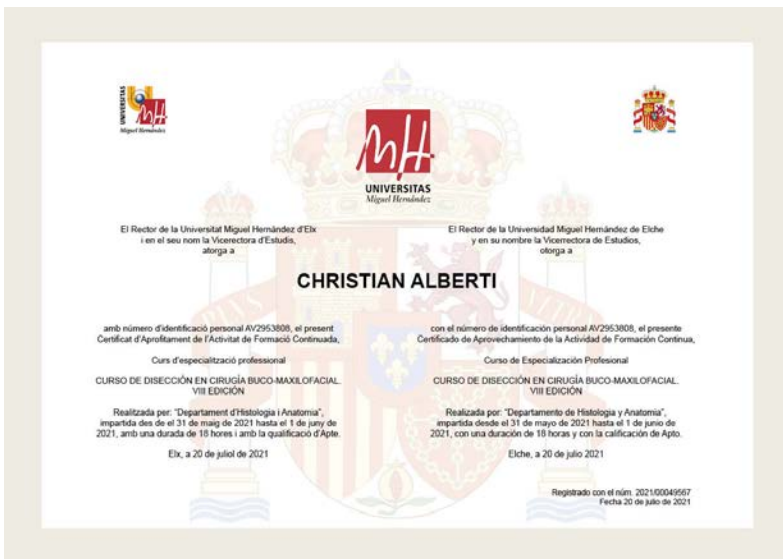 UNIVERSITAS
Miguel Hernández
UNIVERSITAS
Miguel Hernández
El Rector de la Universitat Miguel Hernández d'Elx
i en el seu nom la Vicerectora d'Estudis,
atorga a
El Rector de la Universidad Miguel Hernández de Elche
y en su nombre la Vicerrectora de Estudios,
otorga a
CHRISTIAN ALBERTI
amb número d'identificació personal AV2953808, el present
Certificat d'Aprofitament de l'Activitat de Formació Continuada,
Curs d'especialització professional
CURSO DE DISECCIÓN EN CIRUGÍA BUCO-MAXILOFACIAL.
VIII EDICIÓN
Realitzada per: "Departament d'Histologia i Anatomia",
impartida des de el 31 de maig de 2021 hasta el 1 de juny de
2021, amb una durada de 18 hores i amb la qualificació d'Apte.
Elx, a 20 de juliol de 2021
con el número de identificación personal AV2953808, el presente
Certificado de Aprovechamiento de la Actividad de Formación Continua,
Curso de Especialización Profesional
CURSO DE DISECCIÓN EN CIRUGÍA BUCO-MAXILOFACIAL.
VIII EDICIÓN
Realizada por: "Departamento de Histología y Anatomía",
impartida desde el 31 de mayo de 2021 hasta el 1 de junio de
2021, con una duración de 18 horas y con la calificación de Apto.
Elche, a 20 de julio 2021
Registrado con el núm. 2021/00049567
Fecha 20 de julio de 2021